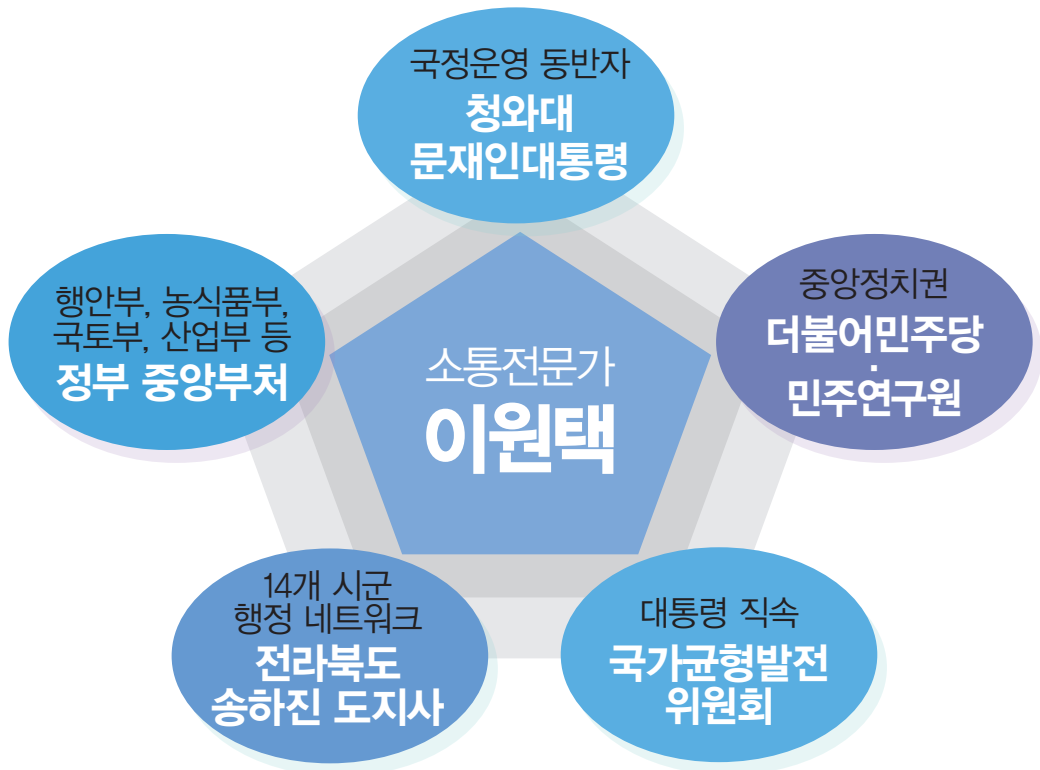 국정운영 동반자
청와대
문재인대통령
행안부, 농식품부,
국토부, 산업부 등
정부 중앙부처
중앙정치권
더불어민주당
·
민주연구원
소통전문가
이원택
14개 시군
행정 네트워크
전라북도
송하진 도지사
대통령 직속
국가균형발전
위원회